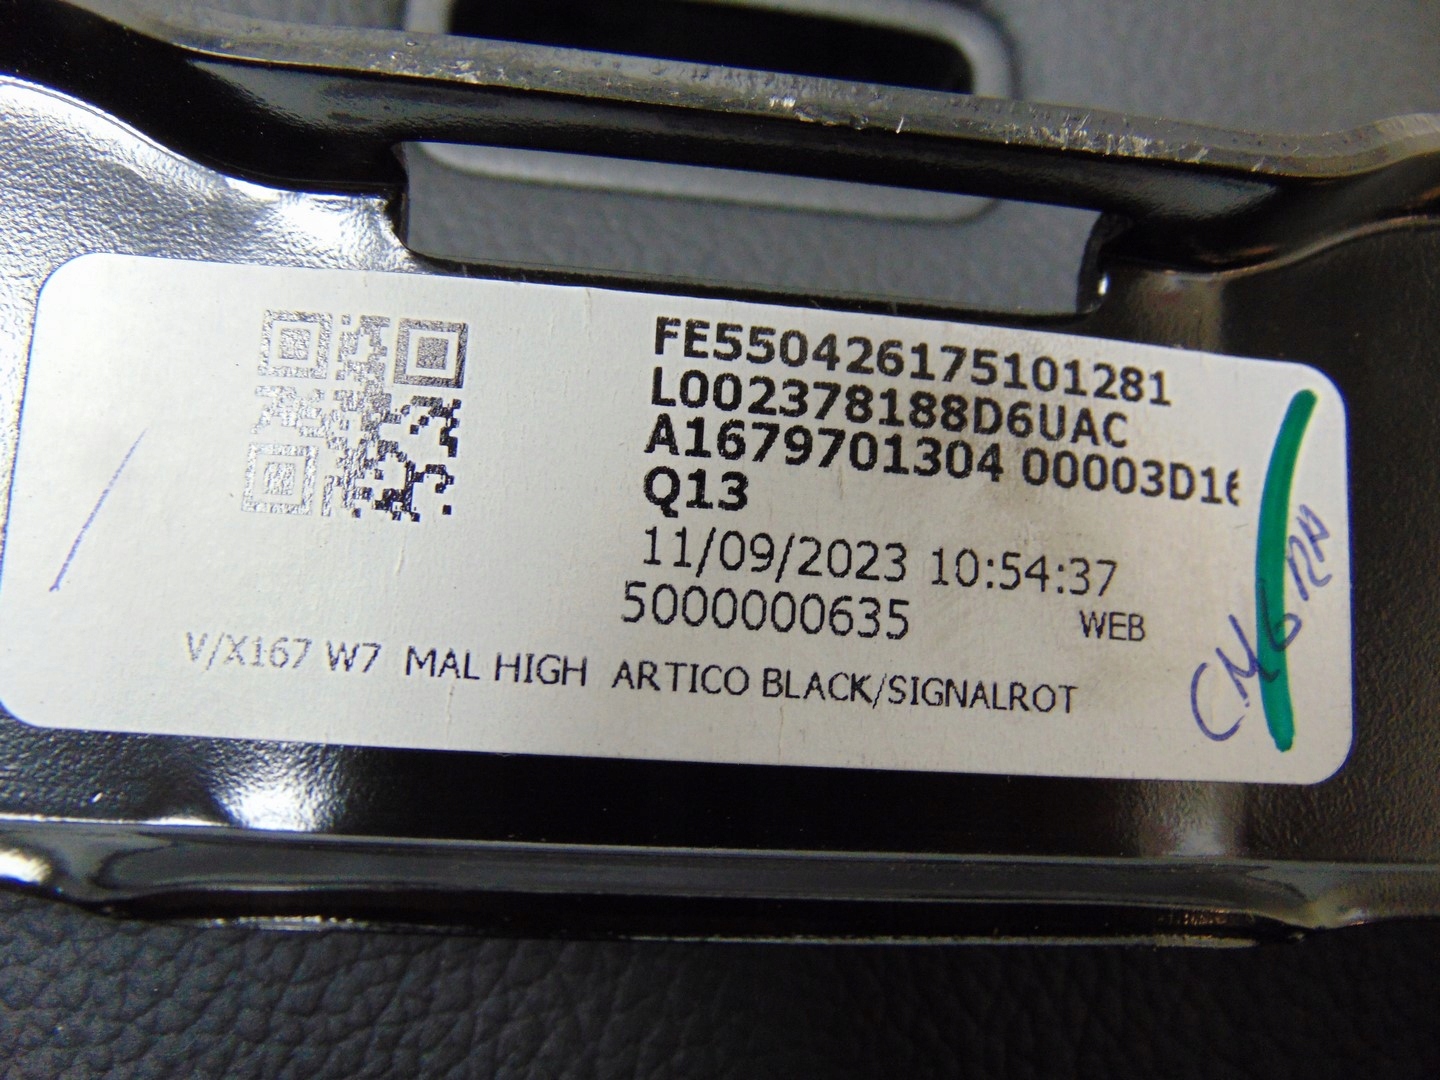 FE550426175101281
L002378188D6UAC
A1679701304 00003D16
Q13
11/09/2023 10:54:37
5000000635 WEB
V/X167 W7 MAL HIGH ARTICO BLACK/SIGNALROT